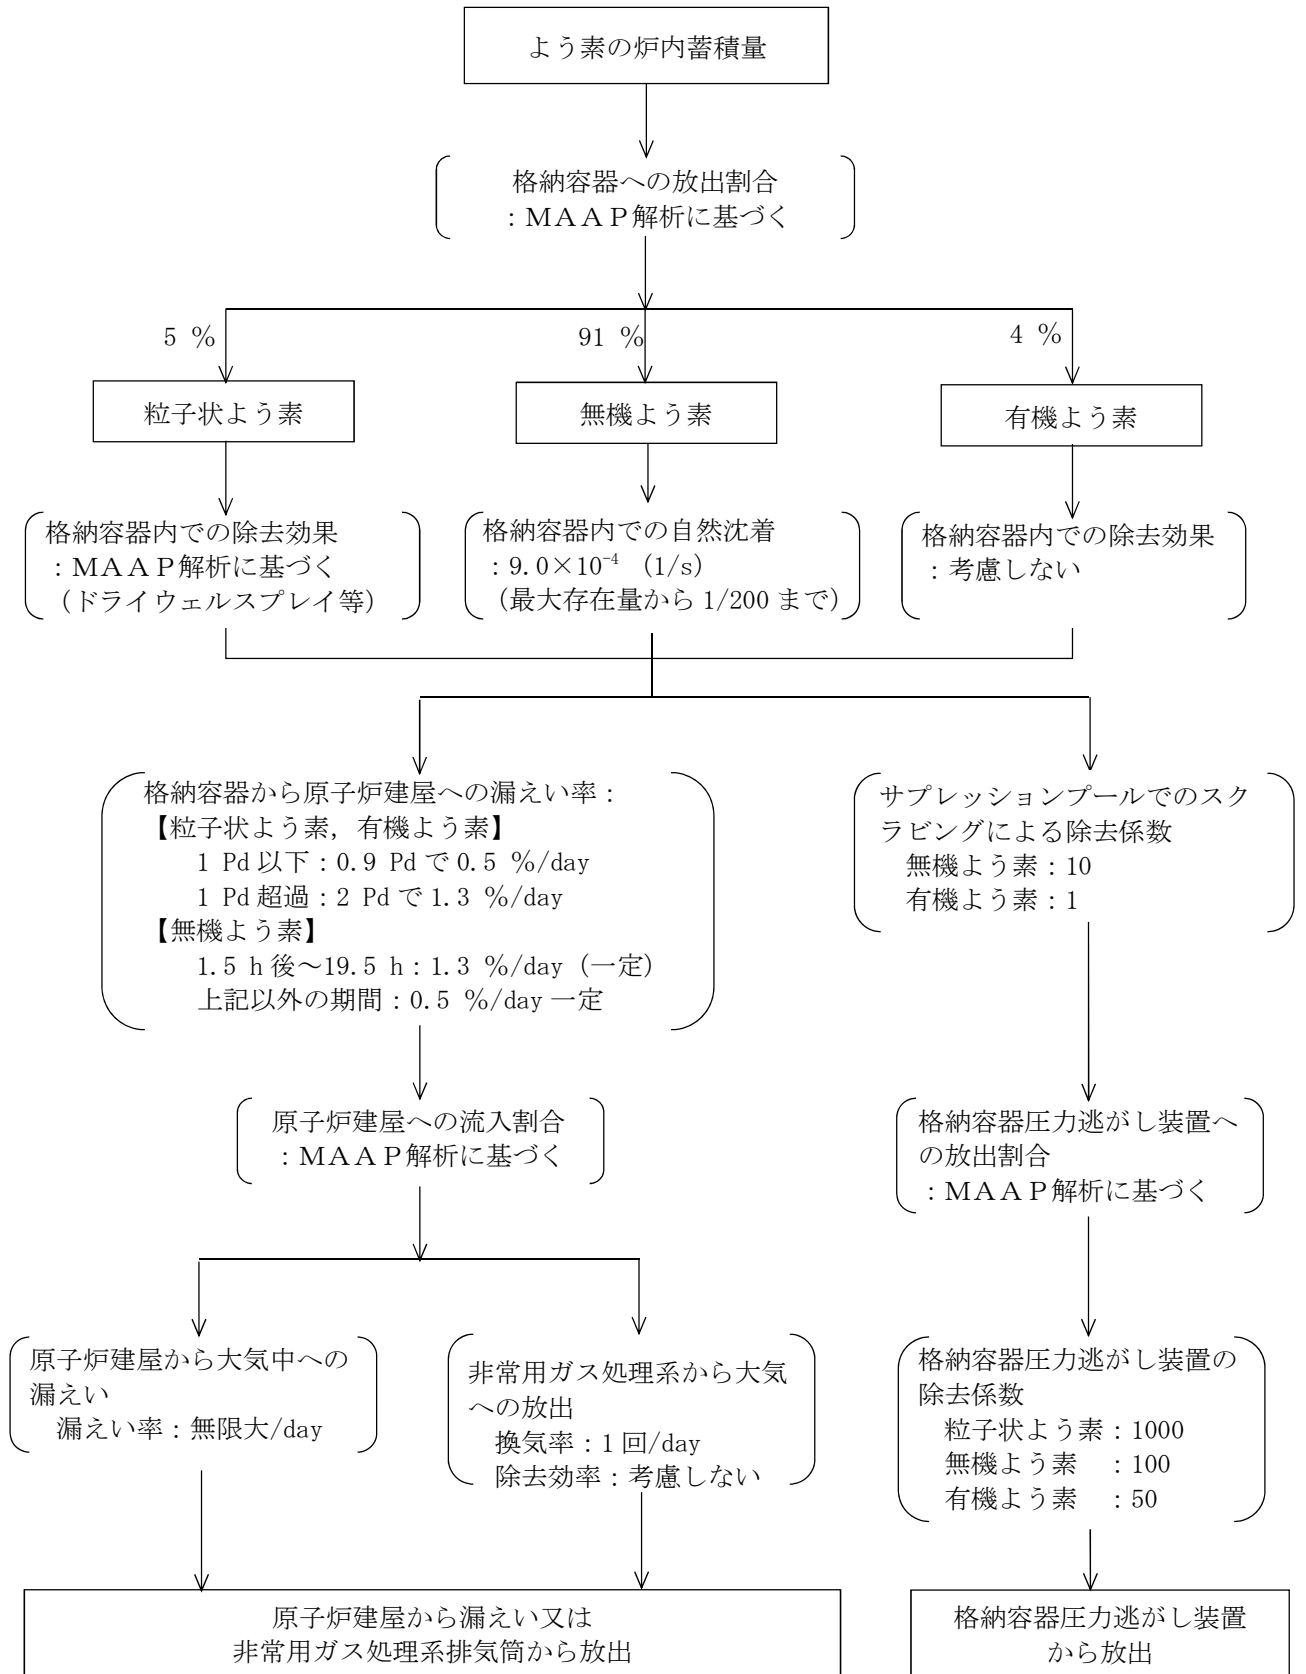 よう素の炉内蓄積量
格納容器への放出割合
:MAAP解析に基づく
5 %
91 %
4 %
粒子状よう素
無機よう素
有機よう素
格納容器内での除去効果
:MAAP解析に基づく
(ドライウェルスプレイ等)
格納容器内での自然沈着
:9.0×10⁻⁴ (1/s)
(最大存在量から 1/200 まで)
格納容器内での除去効果
:考慮しない
格納容器から原子炉建屋への漏えい率:
【粒子状よう素,有機よう素】
1 Pd 以下:0.9 Pd で 0.5 %/day
1 Pd 超過:2 Pd で 1.3 %/day
【無機よう素】
1.5 h 後~19.5 h:1.3 %/day (一定)
上記以外の期間:0.5 %/day 一定
サプレッションプールでのスク
ラビングによる除去係数
無機よう素:10
有機よう素:1
原子炉建屋への流入割合
:MAAP解析に基づく
格納容器圧力逃がし装置へ
の放出割合
:MAAP解析に基づく
原子炉建屋から大気中への
漏えい
漏えい率:無限大/day
非常用ガス処理系から大気
への放出
換気率:1 回/day
除去効率:考慮しない
格納容器圧力逃がし装置の
除去係数
粒子状よう素:1000
無機よう素 :100
有機よう素 :50
原子炉建屋から漏えい又は
非常用ガス処理系排気筒から放出
格納容器圧力逃がし装置
から放出